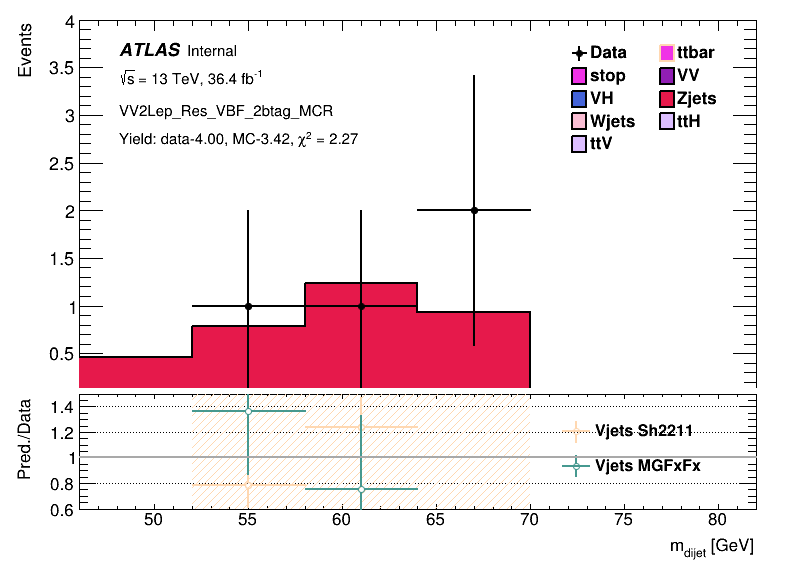 Events
4
3.5
3
2.5
2
1.5
1
0.5
ATLAS Internal
√s = 13 TeV, 36.4 fb⁻¹
VV2Lep_Res_VBF_2btag_MCR
Yield: data-4.00, MC-3.42, χ² = 2.27
Data ttbar
stop VV
VH Zjets
Wjets ttH
ttV
Pred./Data
1.4
1.2
1
0.8
0.6
Vjets Sh2211
Vjets MGFxFx
50 55 60 65 70 75 80
m_dijet [GeV]